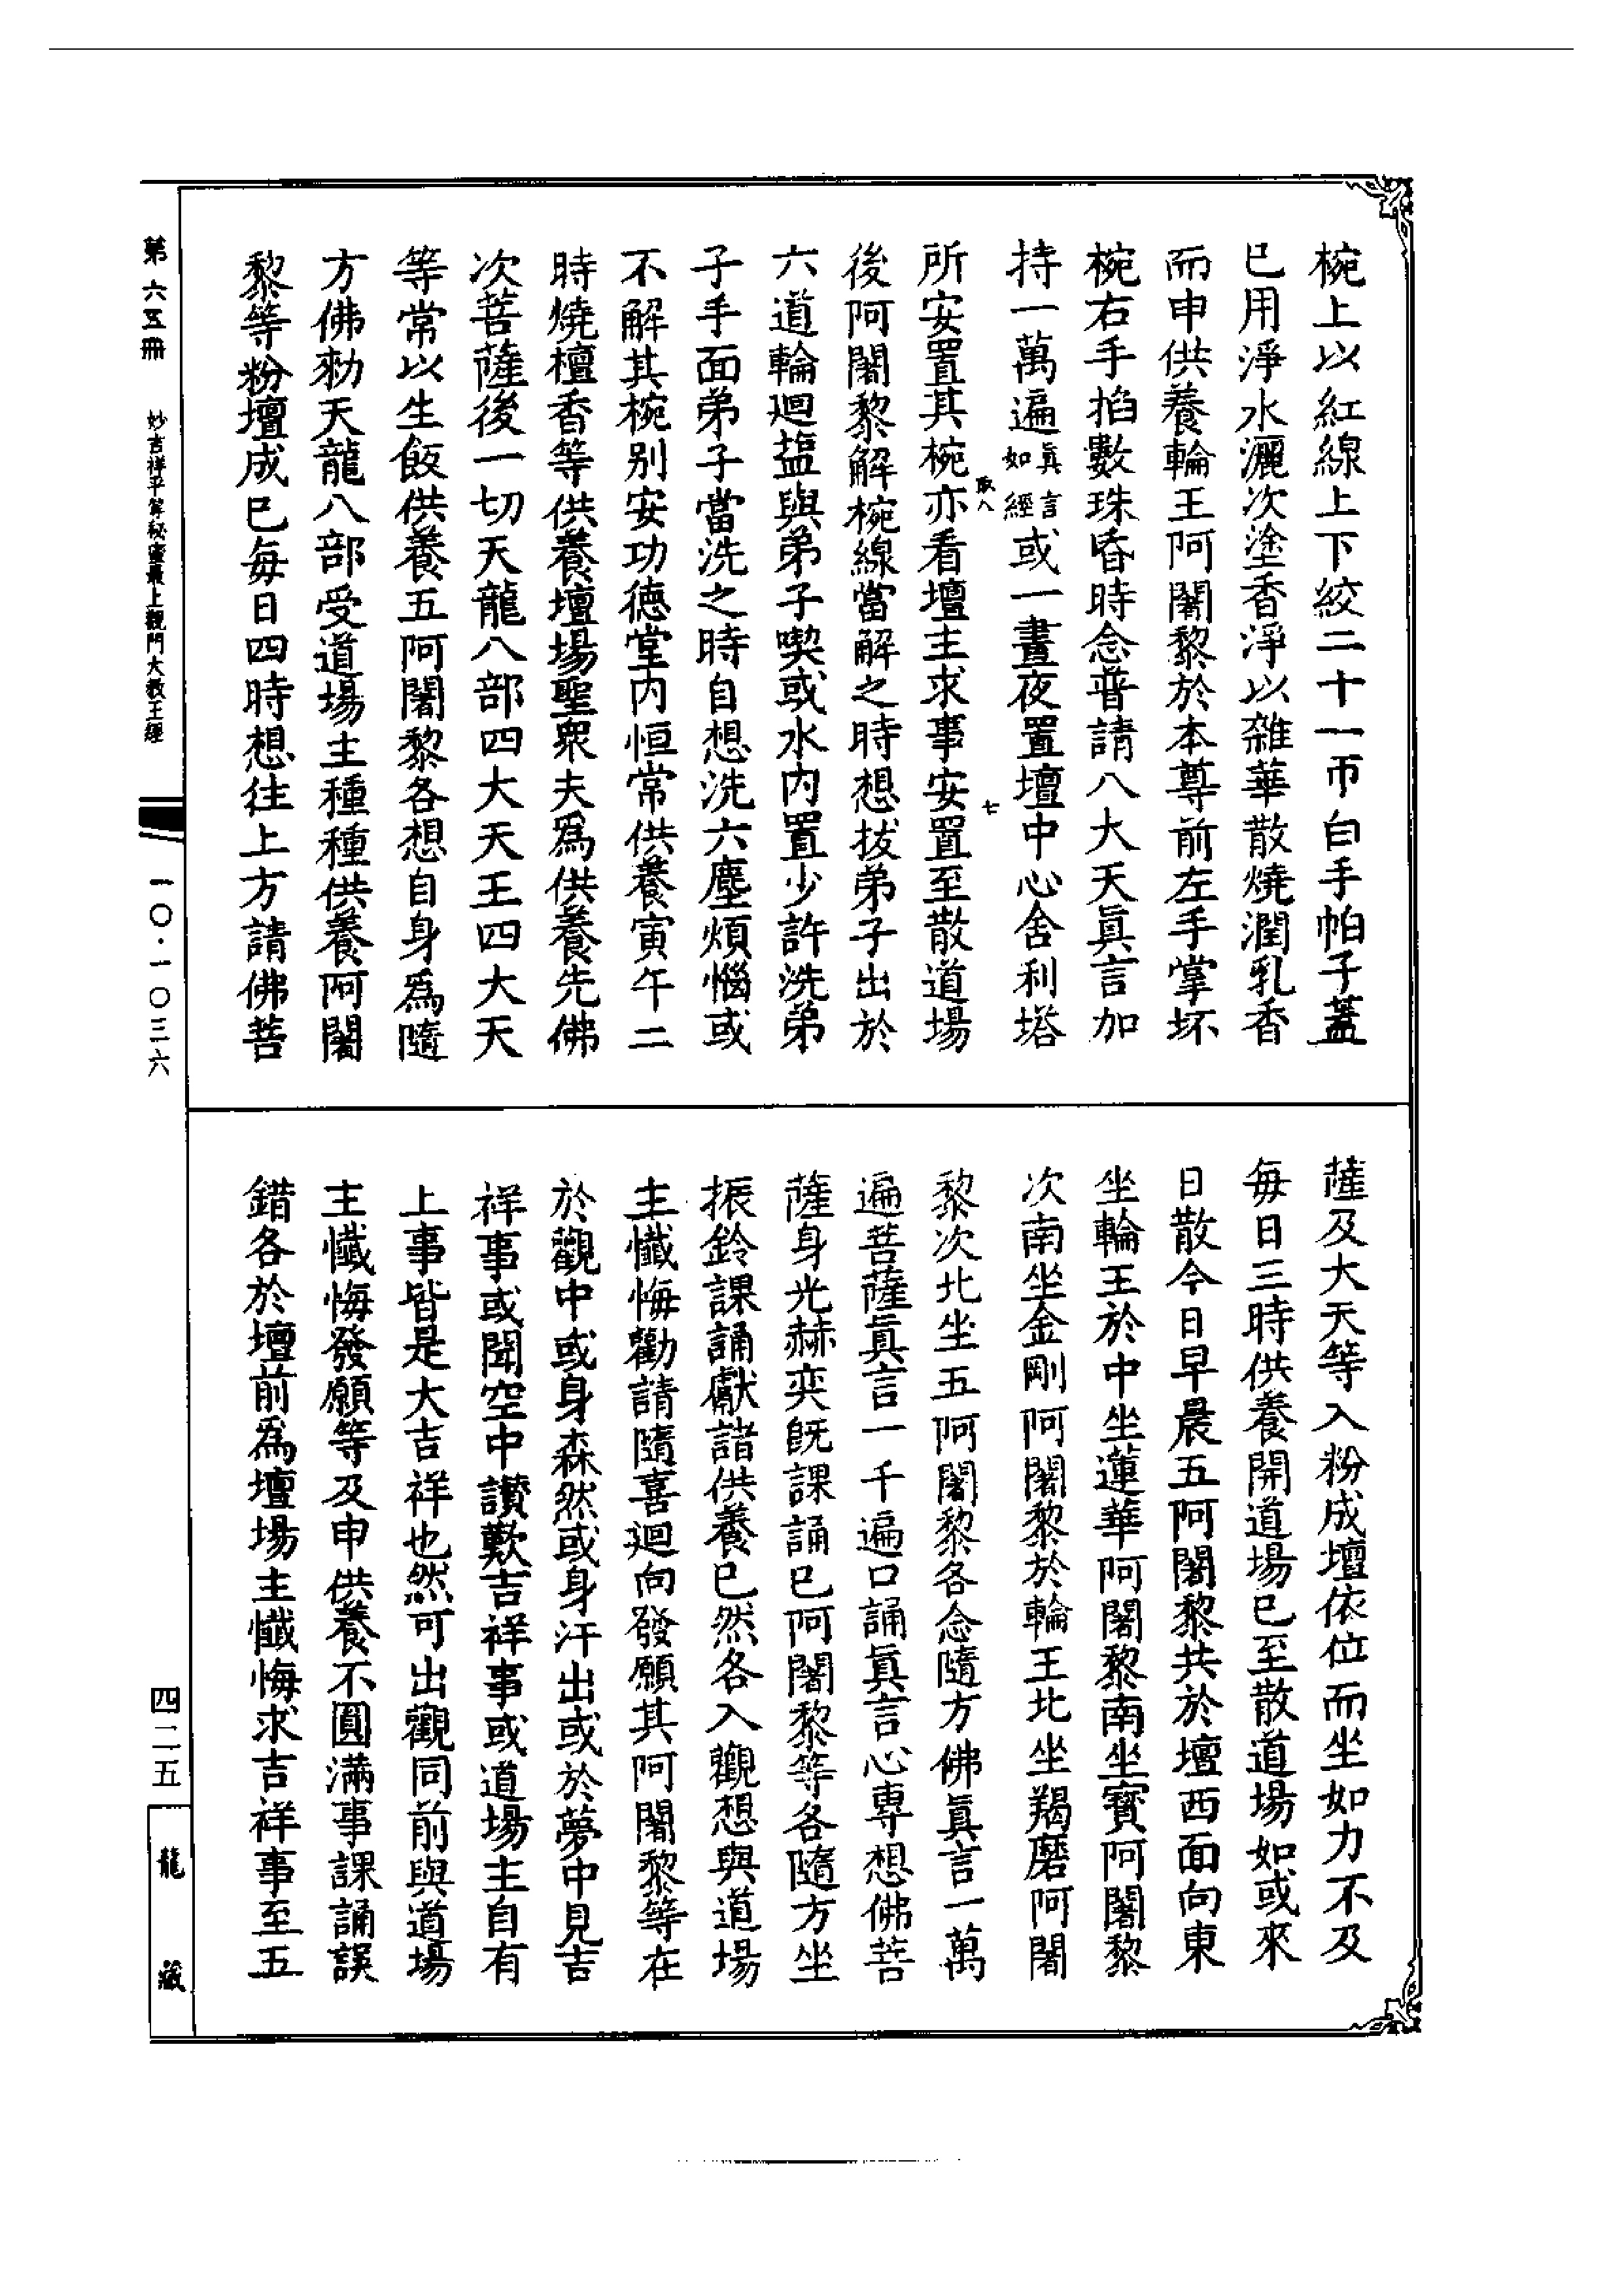 椀上以紅線上下絞二十一帀白手帕子蓋
已用淨水灑次塗香淨以雜華散燒潤乳香
而申供養輪王阿闍黎於本尊前左手掌坏
椀右手掐數珠昏時念普請八大天眞言加
持一萬遍眞言如經或一晝夜置壇中心舍利塔
所安置其椀亦看壇主求事安置至散道場
後阿闍黎解椀線當解之時想拔弟子出於
六道輪迴塩與弟子喫或水内置少許洗弟
子手面弟子當洗之時自想洗六塵煩惱或
不解其椀别安功德堂内恒常供養寅午二
時燒檀香等供養壇場聖衆夫爲供養先佛
次菩薩後一切天龍八部四大天王四大天
等常以生飯供養五阿闍黎各想自身爲隨
方佛勑天龍八部受道場主種種供養阿闍
黎等粉壇成已每日四時想往上方請佛菩
薩及大天等入粉成壇依位而坐如力不及
每日三時供養開道場已至散道場如或來
日散今日早晨五阿闍黎共於壇西面向東
坐輪王於中坐蓮華阿闍黎南坐寳阿闍黎
次南坐金剛阿闍黎於輪王北坐羯磨阿闍
黎次北坐五阿闍黎各念隨方佛眞言一萬
遍菩薩眞言一千遍口誦眞言心專想佛菩
薩身光赫奕旣課誦已阿闍黎等各隨方坐
振鈴課誦獻諸供養已然各入觀想與道場
主懺悔勸請隨喜迴向發願其阿闍黎等在
於觀中或身森然或身汗出或於夢中見吉
祥事或聞空中讚歎吉祥事或道場主自有
上事皆是大吉祥也然可出觀同前與道場
主懺悔發願等及申供養不圓滿事課誦誤
錯各於壇前爲壇場主懺悔求吉祥事至五
第六五冊
妙吉祥平等秘密最上觀門大教王經
一〇·一〇三六
四二五
龍藏